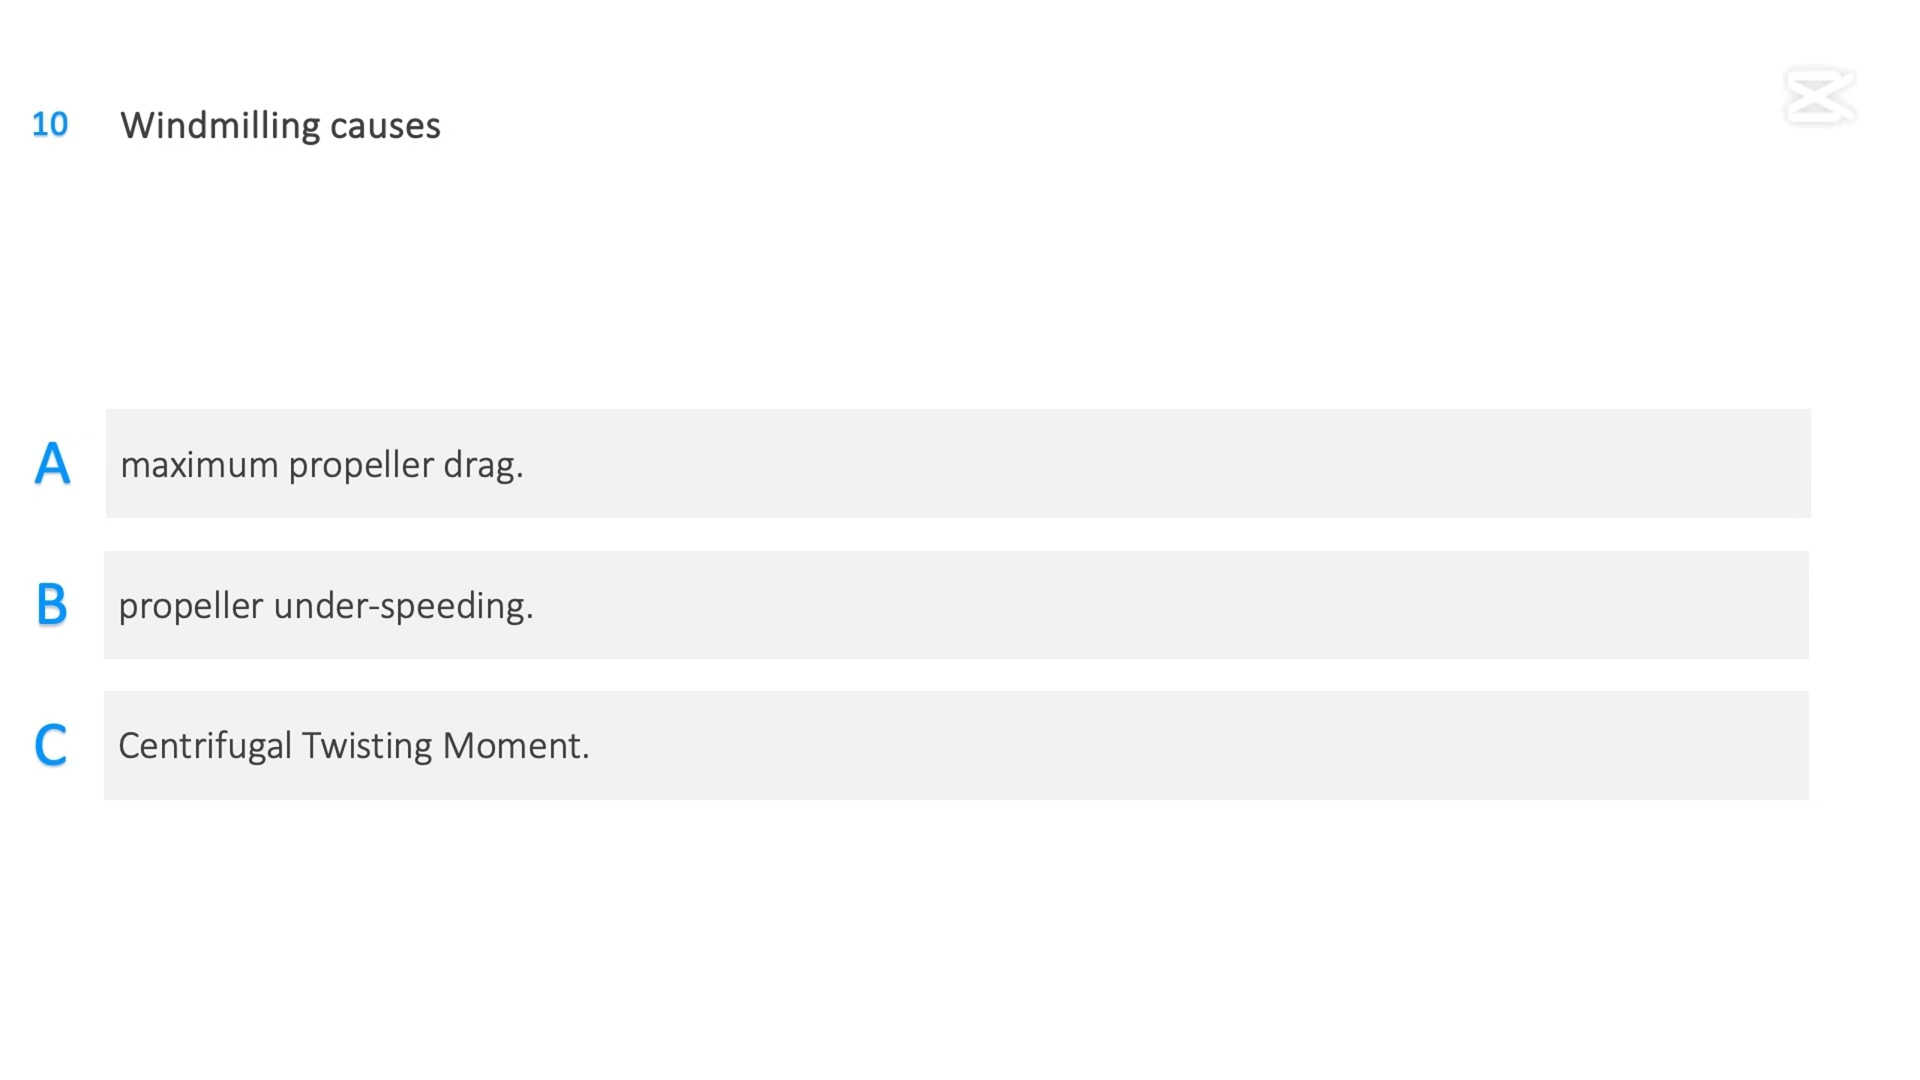 10 Windmilling causes
A maximum propeller drag.
B propeller under-speeding.
C Centrifugal Twisting Moment.